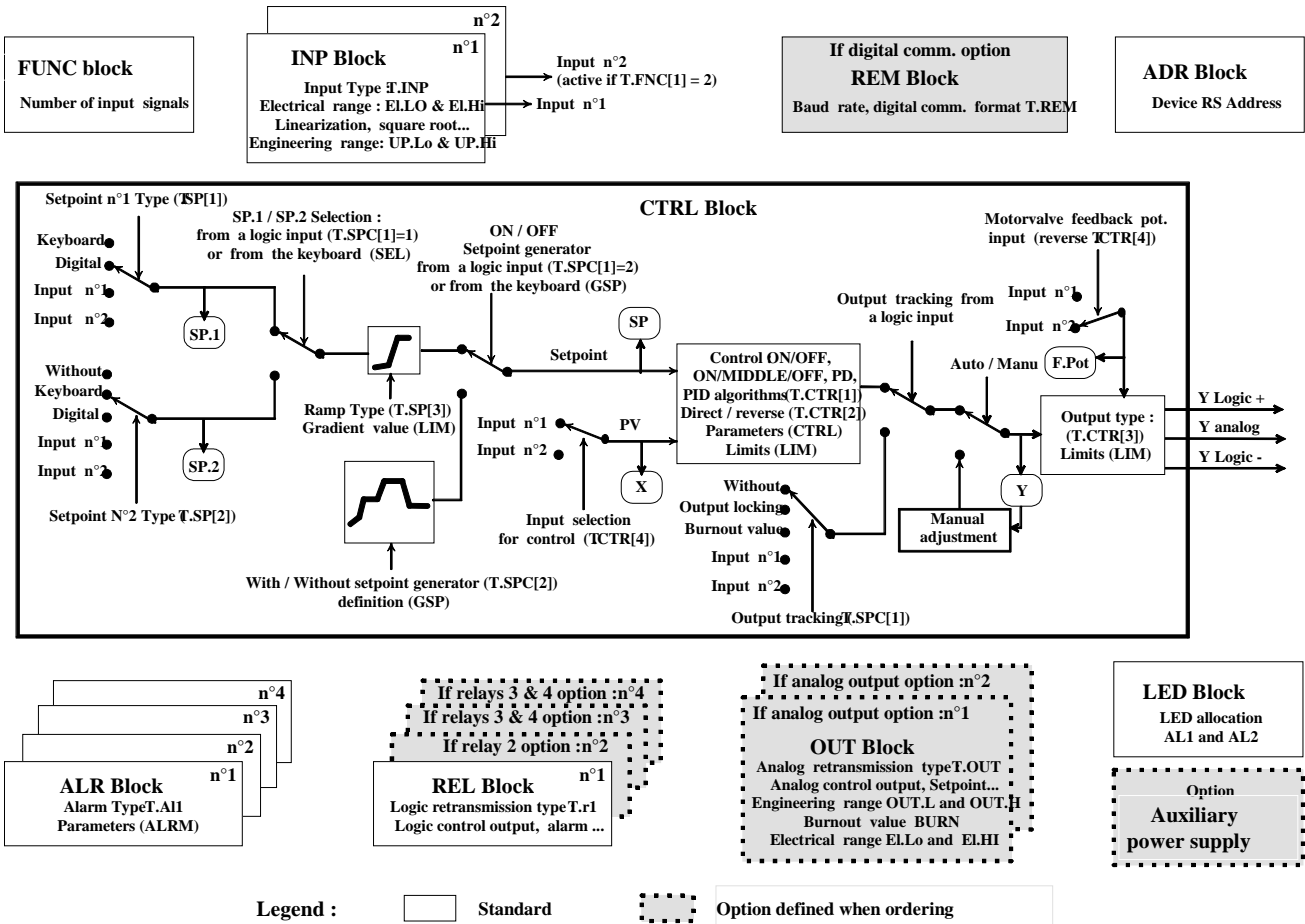 FUNC block
Number of input signals
n°2
n°1
INP Block
Input Type : T.INP
Electrical range : El.LO & El.Hi
Linearization, square root...
Engineering range: UP.Lo & UP.Hi
Input n°2
(active if T.FNC[1] = 2)
Input n°1
If digital comm. option
REM Block
Baud rate, digital comm. format T.REM
ADR Block
Device RS Address
CTRL Block
Setpoint n°1 Type (T.SP[1])
Keyboard
Digital
Input n°1
Input n°2
SP.1
SP.1 / SP.2 Selection :
from a logic input (T.SPC[1]=1)
or from the keyboard (SEL)
ON / OFF
Setpoint generator
from a logic input (T.SPC[1]=2)
or from the keyboard (GSP)
Without
Keyboard
Digital
Input n°1
Input n°2
SP.2
Setpoint N°2 Type (T.SP[2])
Ramp Type (T.SP[3])
Gradient value (LIM)
With / Without setpoint generator (T.SPC[2])
definition (GSP)
Setpoint
SP
Input n°1
Input n°2
PV
X
Input selection
for control (TCTR[4])
Control ON/OFF,
ON/MIDDLE/OFF, PD,
PID algorithms(T.CTR[1])
Direct / reverse (T.CTR[2])
Parameters (CTRL)
Limits (LIM)
Output tracking from
a logic input
Without
Output locking
Burnout value
Input n°1
Input n°2
Output tracking(T.SPC[1])
Auto / Manu
Y
Manual
adjustment
Motorvalve feedback pot.
input (reverse TCTR[4])
Input n°1
Input n°2
F.Pot
Output type :
(T.CTR[3])
Limits (LIM)
Y Logic +
Y analog
Y Logic -
n°4
n°3
n°2
n°1
ALR Block
Alarm TypeT.Al1
Parameters (ALRM)
If relays 3 & 4 option :n°4
If relays 3 & 4 option :n°3
If relay 2 option :n°2
n°1
REL Block
Logic retransmission typeT.r1
Logic control output, alarm ...
If analog output option :n°2
If analog output option :n°1
OUT Block
Analog retransmission typeT.OUT
Analog control output, Setpoint...
Engineering range OUT.L and OUT.H
Burnout value BURN
Electrical range El.Lo and El.HI
LED Block
LED allocation
AL1 and AL2
Option
Auxiliary
power supply
Legend :
Standard
Option defined when ordering